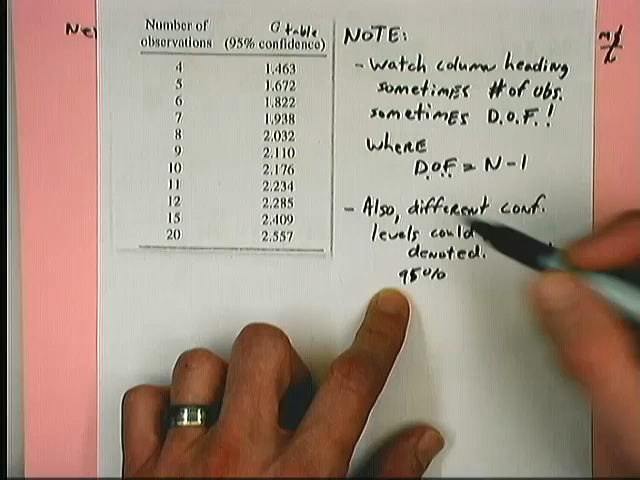 Number of
observations
G table
(95% confidence)
4 1.463
5 1.672
6 1.822
7 1.938
8 2.032
9 2.110
10 2.176
11 2.234
12 2.285
15 2.409
20 2.557
NOTE:
- Watch column heading
sometimes # of obs.
sometimes D.O.F.!
where
D.O.F. = N - 1
- Also, different conf.
levels could
denoted.
95%